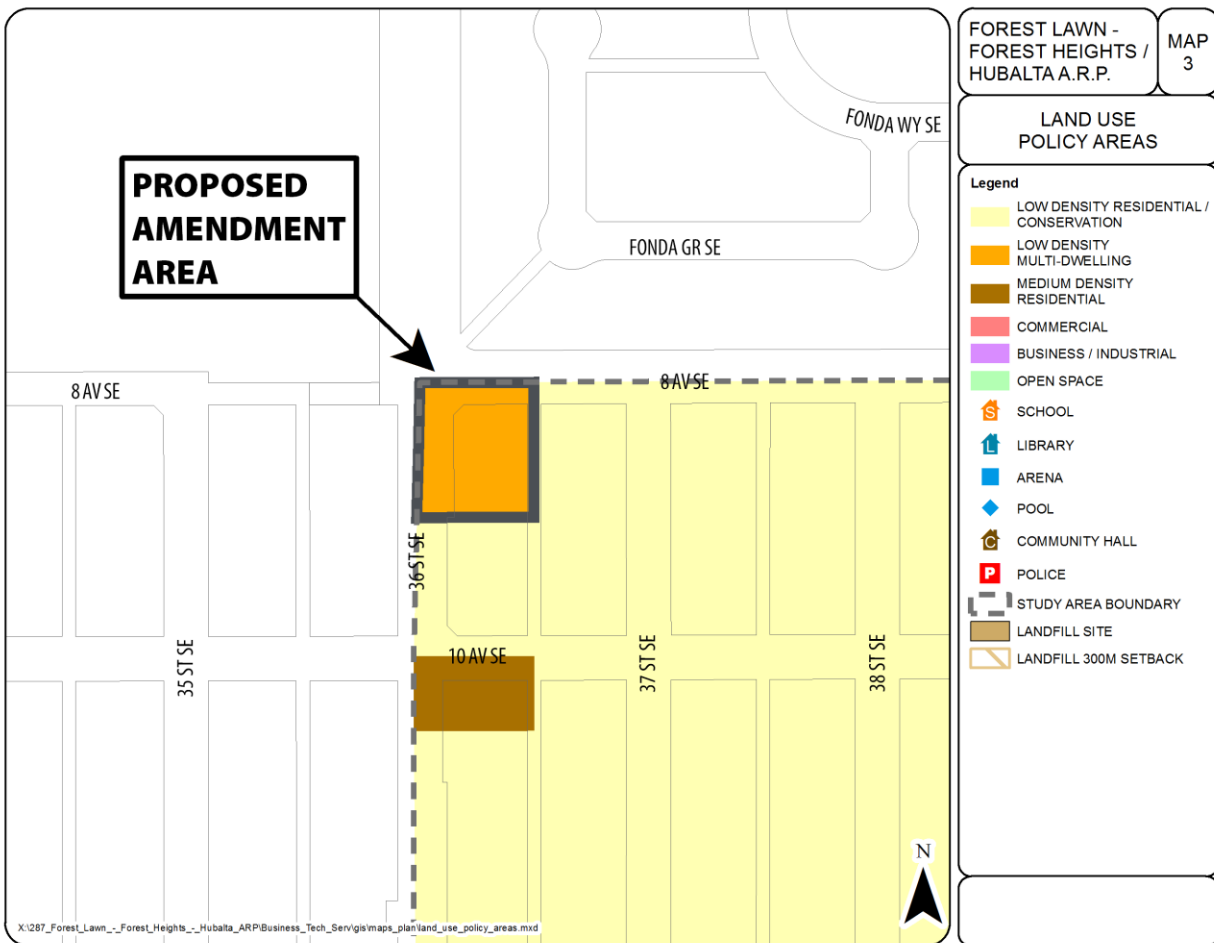 FOREST LAWN -
FOREST HEIGHTS /
HUBALTA A.R.P.
MAP
3
LAND USE
POLICY AREAS
Legend
LOW DENSITY RESIDENTIAL /
CONSERVATION
LOW DENSITY
MULTI-DWELLING
MEDIUM DENSITY
RESIDENTIAL
COMMERCIAL
BUSINESS / INDUSTRIAL
OPEN SPACE
S
SCHOOL
L
LIBRARY
ARENA
POOL
C
COMMUNITY HALL
P
POLICE
STUDY AREA BOUNDARY
LANDFILL SITE
LANDFILL 300M SETBACK
FONDA WY SE
PROPOSED
AMENDMENT
AREA
FONDA GR SE
8 AV SE
8 AV SE
36 ST SE
10 AV SE
35 ST SE
37 ST SE
38 ST SE
N
X:\287_Forest_Lawn_-_Forest_Heights_-_Hubalta_ARP\Business_Tech_Serv\gis\maps_plan\land_use_policy_areas.mxd